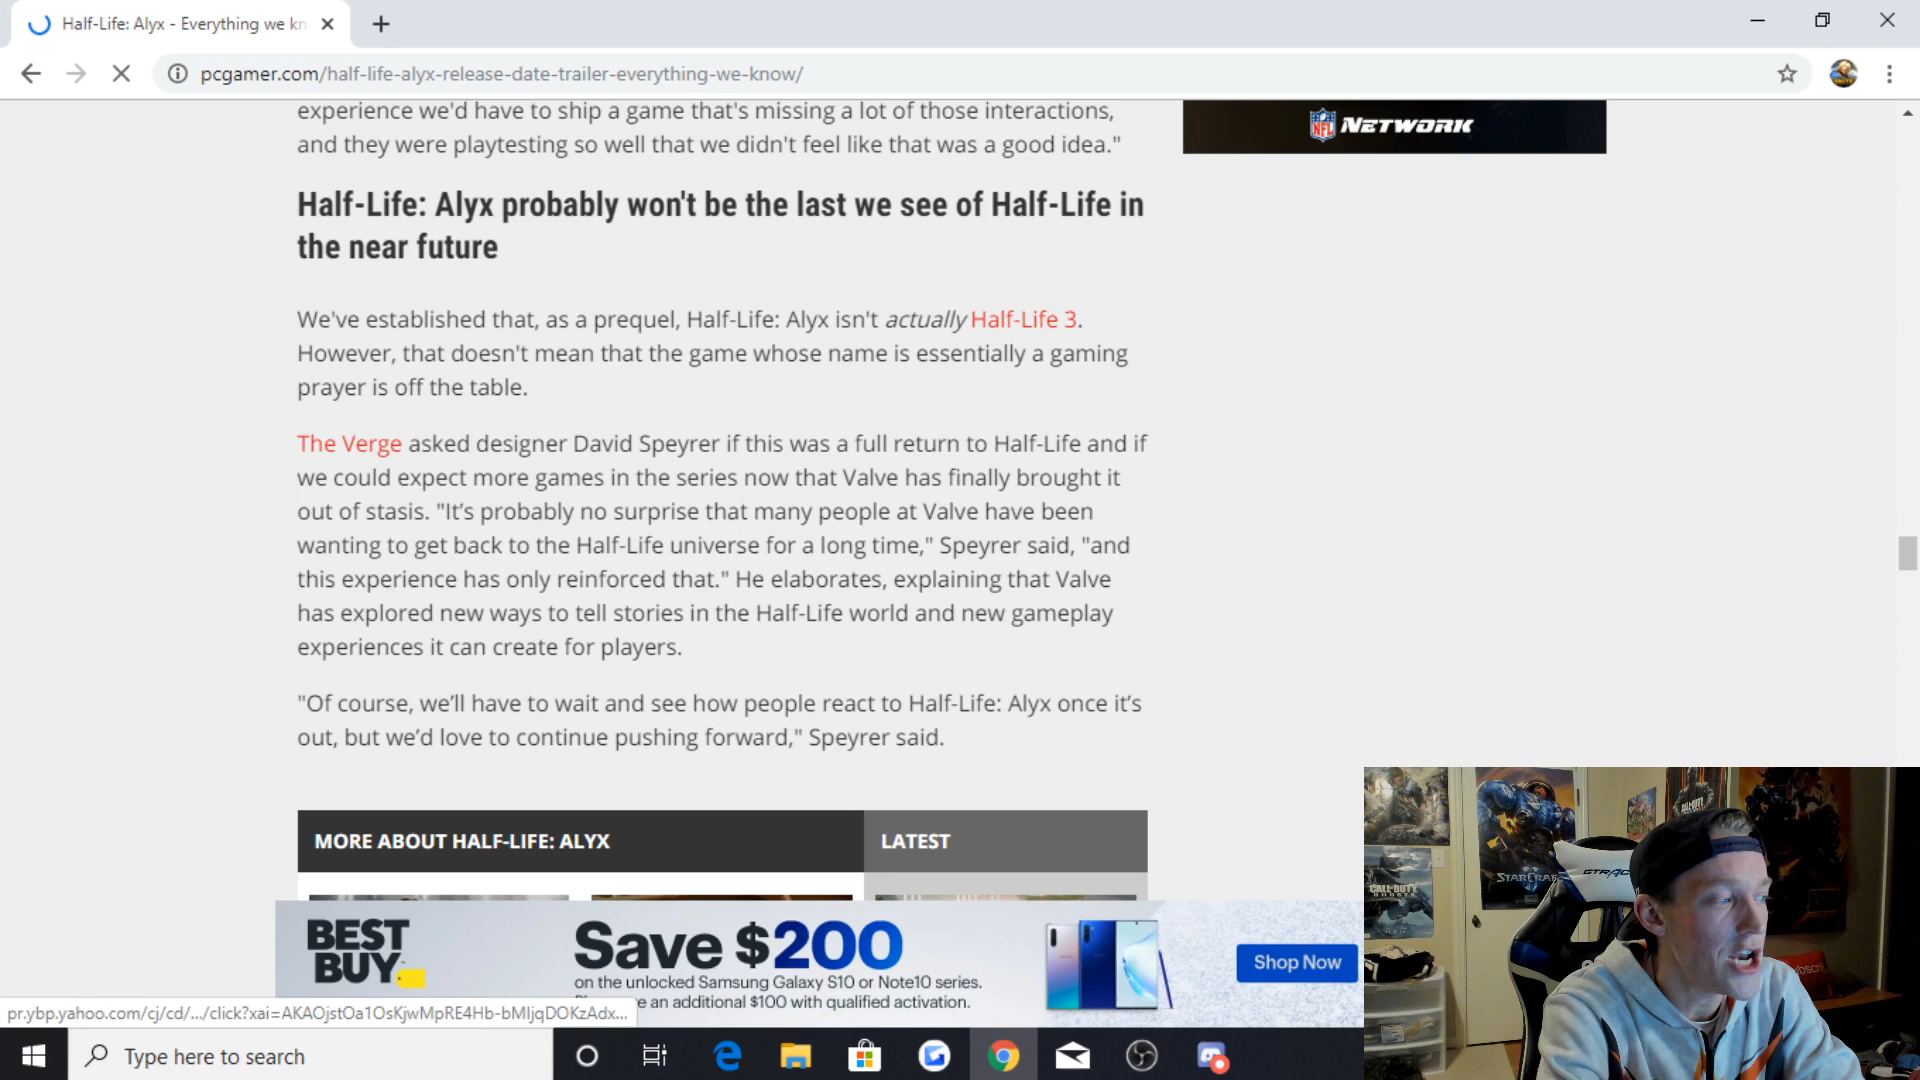 Half-Life: Alyx - Everything we kn
pcgamer.com/half-life-alyx-release-date-trailer-everything-we-know/
experience we'd have to ship a game that's missing a lot of those interactions,
and they were playtesting so well that we didn't feel like that was a good idea."
NFL NETWORK
Half-Life: Alyx probably won't be the last we see of Half-Life in
the near future
We've established that, as a prequel, Half-Life: Alyx isn't actually Half-Life 3.
However, that doesn't mean that the game whose name is essentially a gaming
prayer is off the table.
The Verge asked designer David Speyrer if this was a full return to Half-Life and if
we could expect more games in the series now that Valve has finally brought it
out of stasis. "It’s probably no surprise that many people at Valve have been
wanting to get back to the Half-Life universe for a long time," Speyrer said, "and
this experience has only reinforced that." He elaborates, explaining that Valve
has explored new ways to tell stories in the Half-Life world and new gameplay
experiences it can create for players.
"Of course, we’ll have to wait and see how people react to Half-Life: Alyx once it’s
out, but we’d love to continue pushing forward," Speyrer said.
MORE ABOUT HALF-LIFE: ALYX
LATEST
BEST
BUY
Save $200
on the unlocked Samsung Galaxy S10 or Note10 series.
e an additional $100 with qualified activation.
Shop Now
pr.ybp.yahoo.com/cj/cd/.../click?xai=AKAOjstOa1OsKjwMpRE4Hb-bMIjqDOKzAdx...
Type here to search
STARCRAF
CALL DUTY
GHOSTS
GTRAC